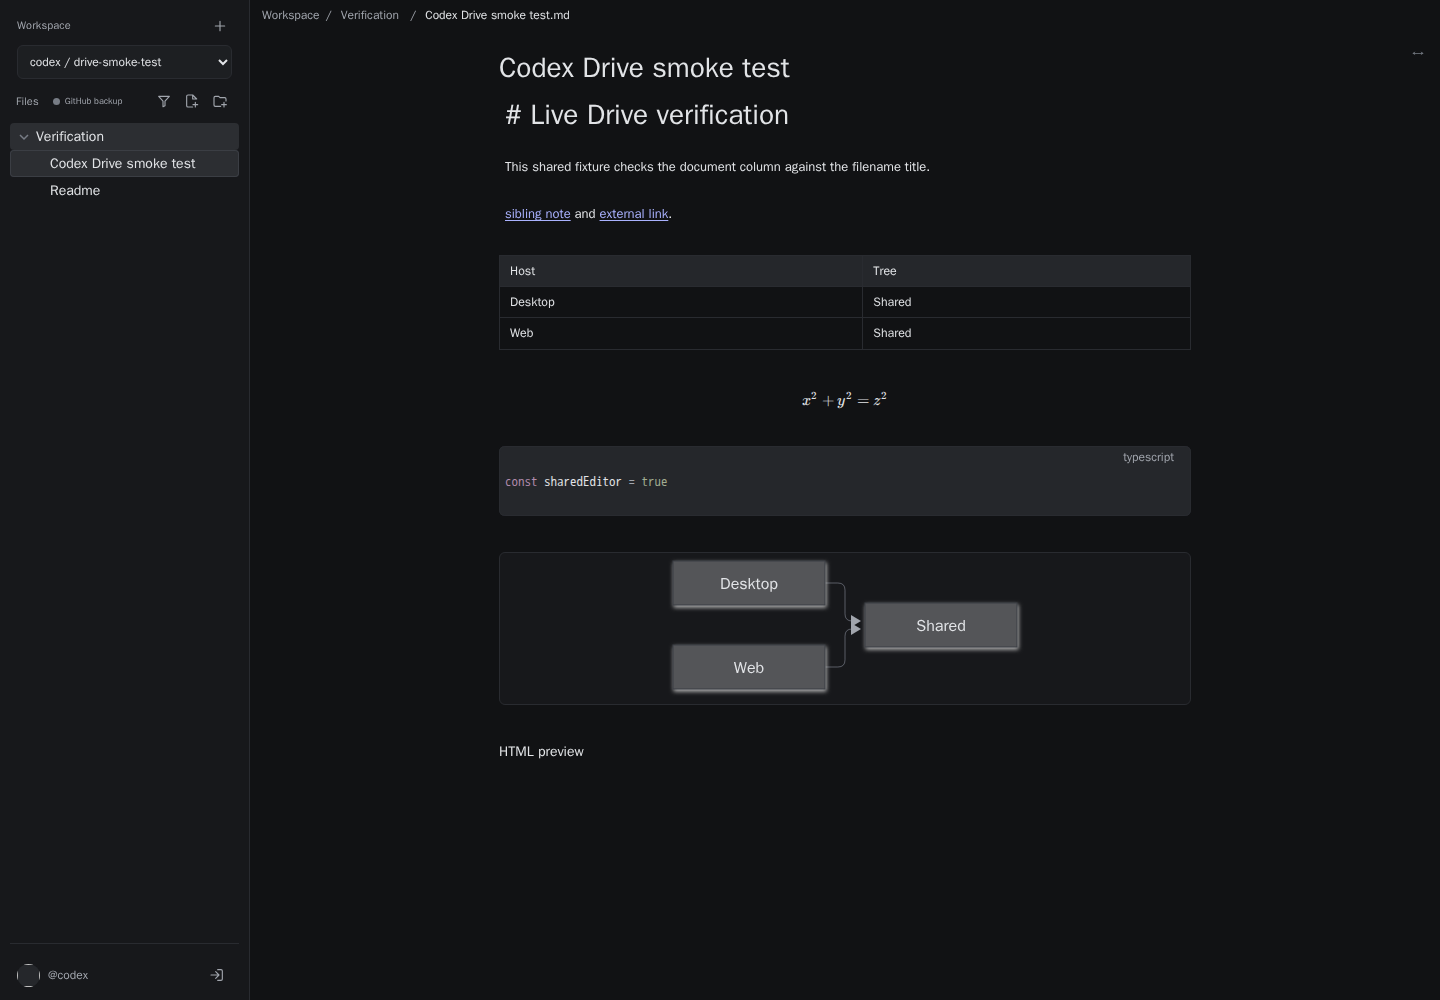 Workspace
codex / drive-smoke-test
Files GitHub backup
Verification
Codex Drive smoke test
Readme
@codex
Workspace / Verification / Codex Drive smoke test.md
Codex Drive smoke test
# Live Drive verification
This shared fixture checks the document column against the filename title.
sibling note and external link.
Host Tree
Desktop Shared
Web Shared
x² + y² = z²
typescript
const sharedEditor = true
Desktop
Shared
Web
HTML preview